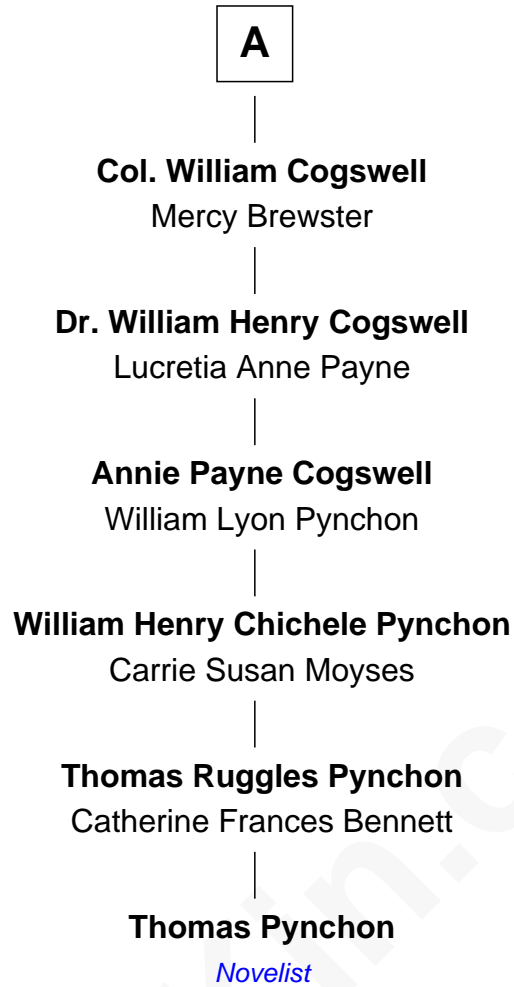 A
Col. William Cogswell
Mercy Brewster
Dr. William Henry Cogswell
Lucretia Anne Payne
Annie Payne Cogswell
William Lyon Pynchon
William Henry Chichele Pynchon
Carrie Susan Moyses
Thomas Ruggles Pynchon
Catherine Frances Bennett
Thomas Pynchon
Novelist